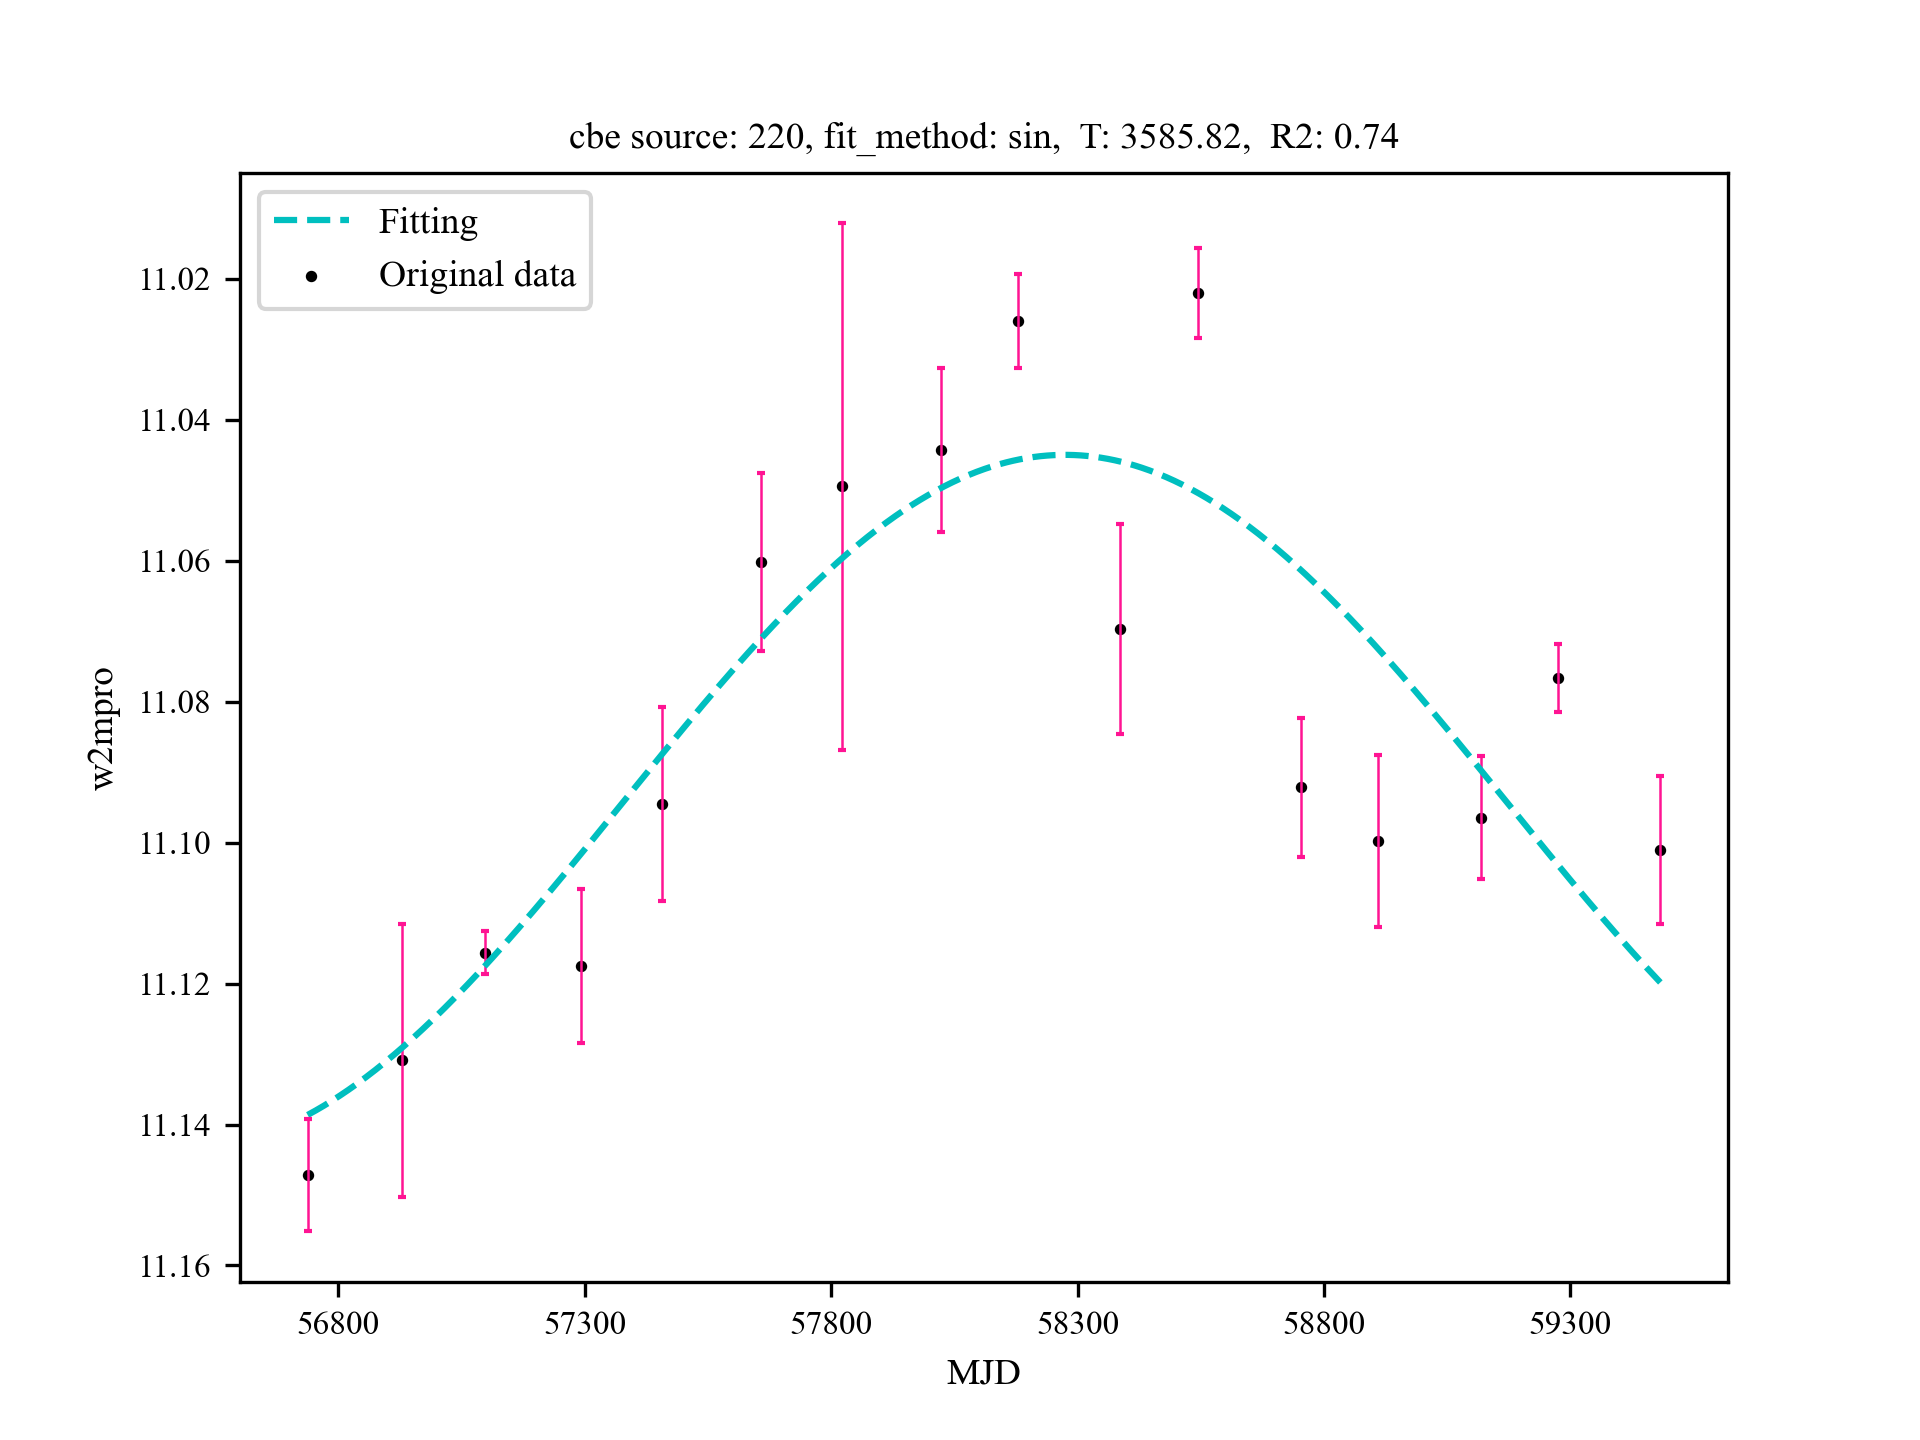 cbe source: 220, fit_method: sin,  T: 3585.82,  R2: 0.74
Fitting
Original data
11.02
11.04
11.06
11.08
11.10
11.12
11.14
11.16
w2mpro
56800
57300
57800
58300
58800
59300
MJD